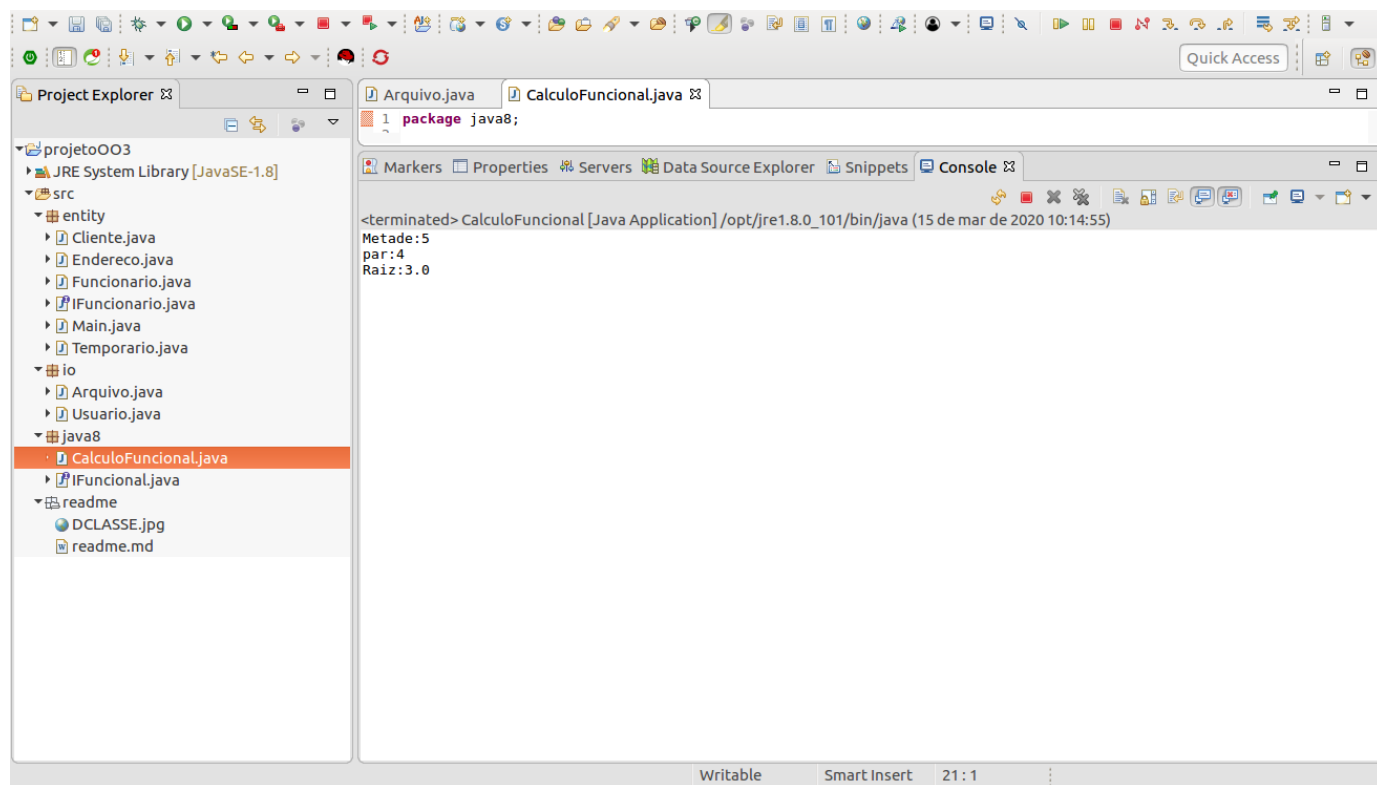 Quick Access
Project Explorer
projetoOO3
JRE System Library [JavaSE-1.8]
src
entity
Cliente.java
Endereco.java
Funcionario.java
IFuncionario.java
Main.java
Temporario.java
io
Arquivo.java
Usuario.java
java8
CalculoFuncional.java
IFuncional.java
readme
DCLASSE.jpg
readme.md
Arquivo.java CalculoFuncional.java
1 package java8;
Markers Properties Servers Data Source Explorer Snippets Console
<terminated> CalculoFuncional [Java Application] /opt/jre1.8.0_101/bin/java (15 de mar de 2020 10:14:55)
Metade:5
par:4
Raiz:3.0
Writable Smart Insert 21 : 1